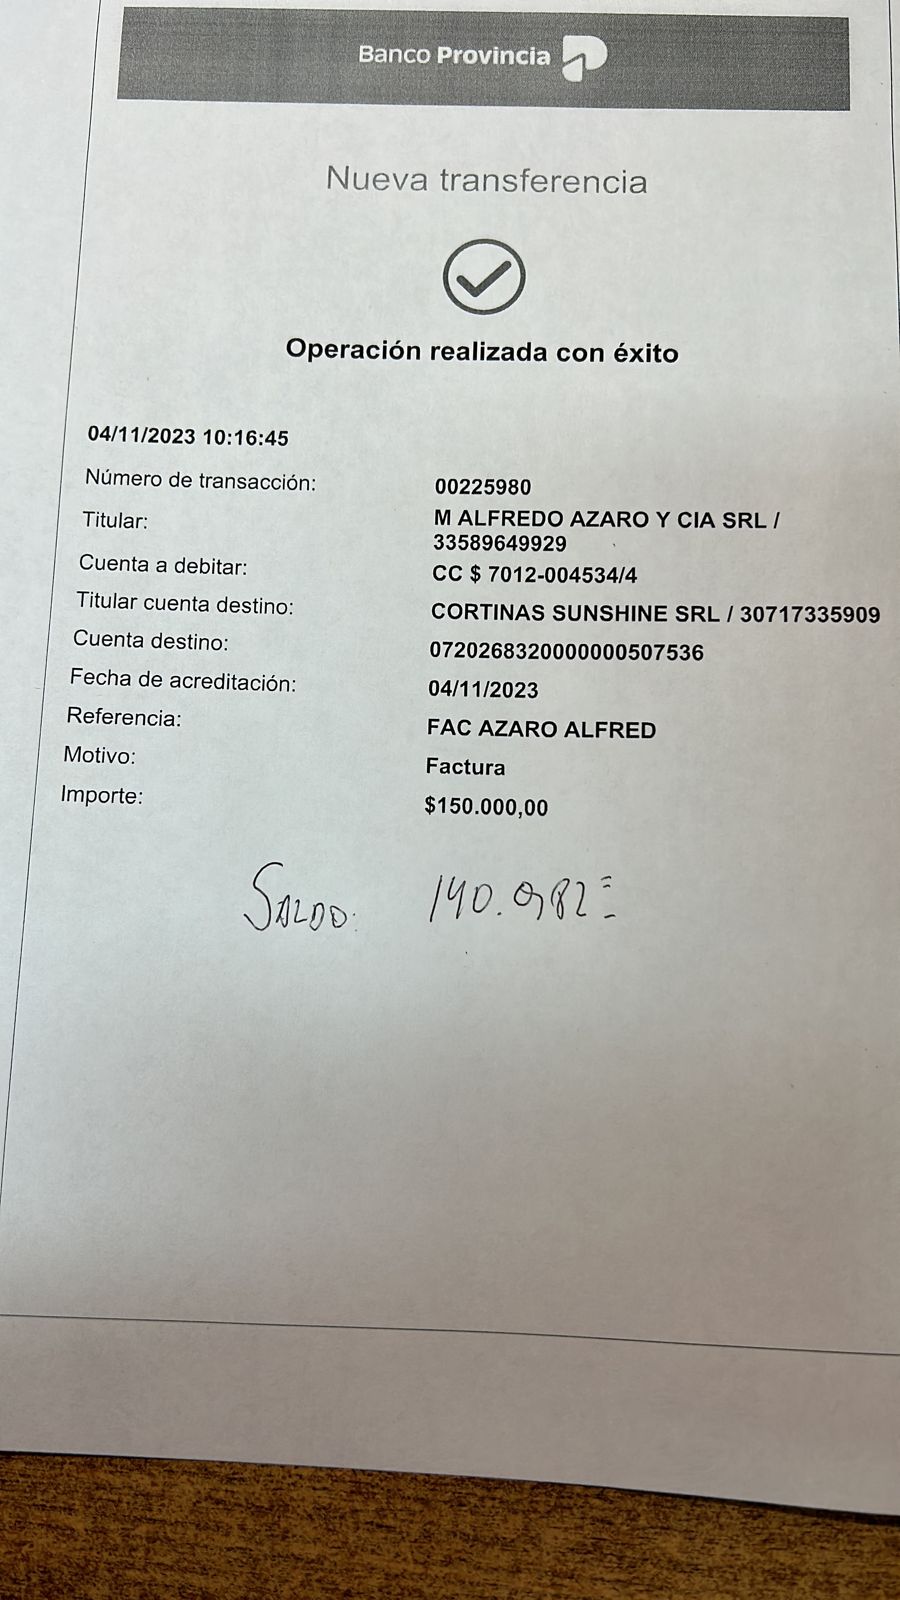 Banco Provincia
Nueva transferencia
Operación realizada con éxito
04/11/2023 10:16:45
Número de transacción: 00225980
Titular: M ALFREDO AZARO Y CIA SRL /
33589649929
Cuenta a debitar: CC $ 7012-004534/4
Titular cuenta destino: CORTINAS SUNSHINE SRL / 30717335909
Cuenta destino: 0720268320000000507536
Fecha de acreditación: 04/11/2023
Referencia: FAC AZARO ALFRED
Motivo: Factura
Importe: $150.000,00
SALDO: 140.982=